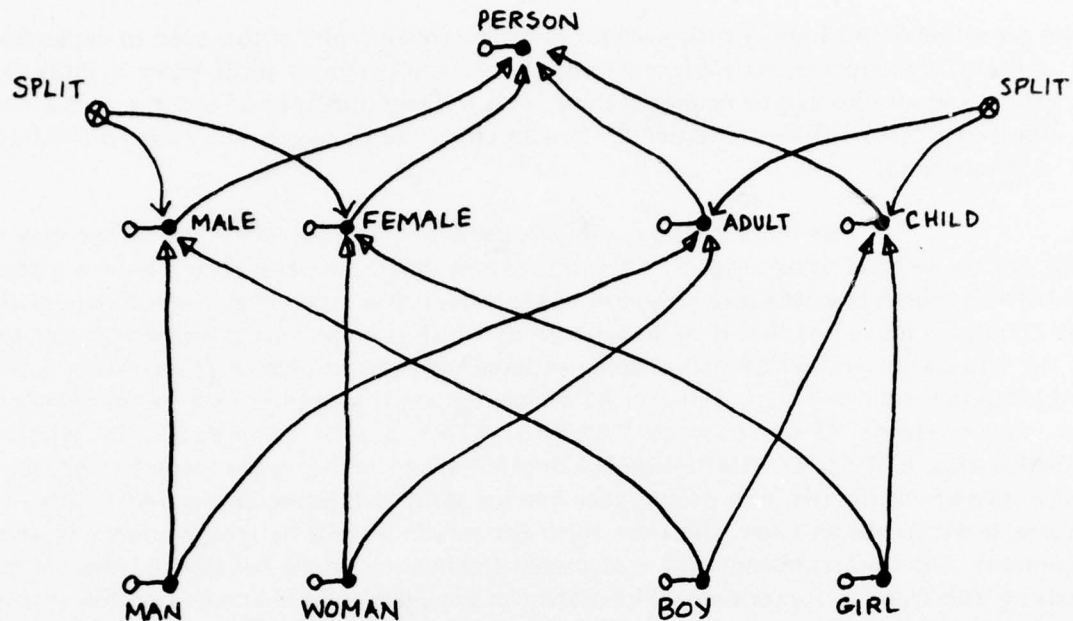 PERSON
SPLIT SPLIT
MALE FEMALE ADULT CHILD
MAN WOMAN BOY GIRL